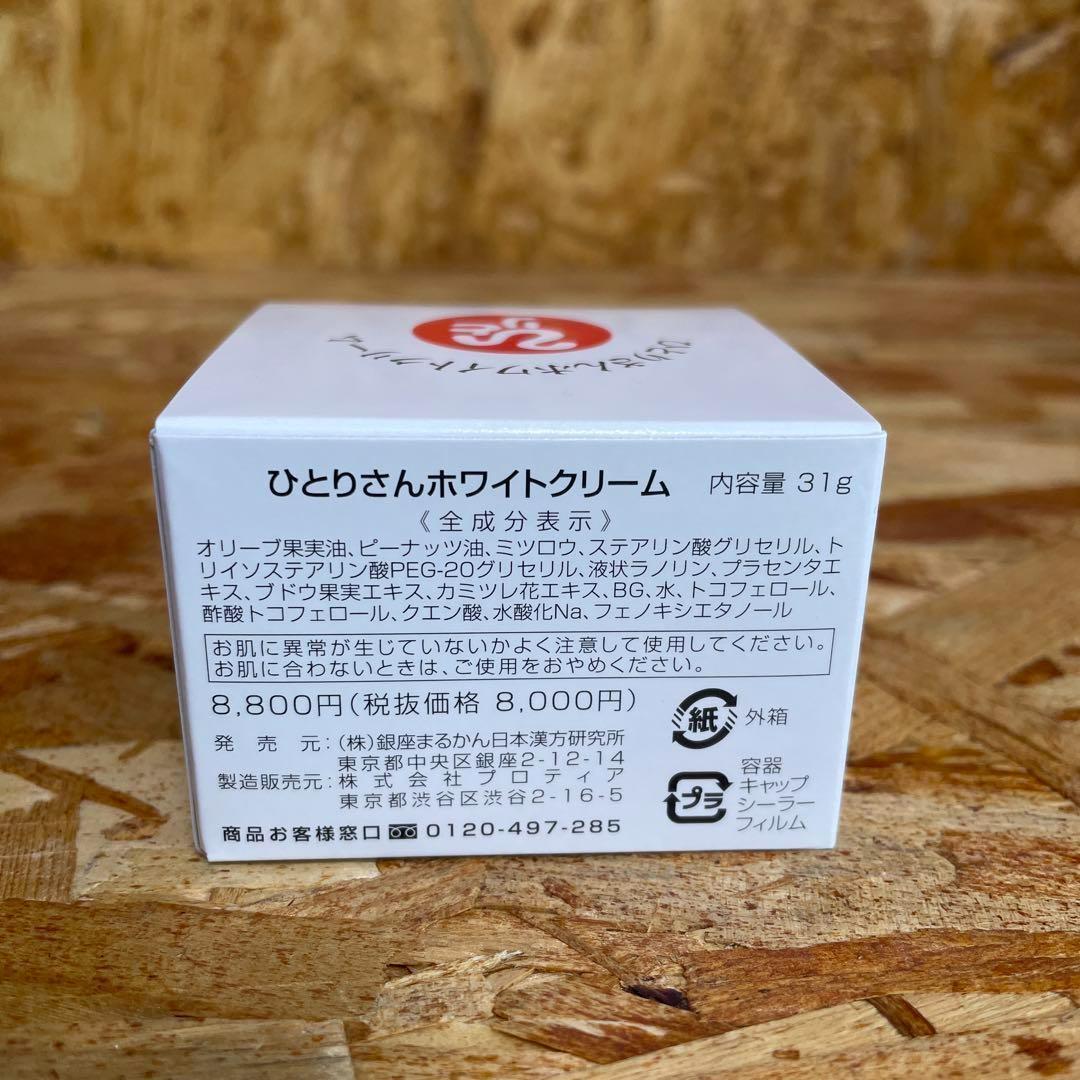 ひとりさんホワイトクリーム
ひとりさんホワイトクリーム 内容量 31g
《全成分表示》
オリーブ果実油、ピーナッツ油、ミツロウ、ステアリン酸グリセリル、ト
リイソステアリン酸PEG-20グリセリル、液状ラノリン、プラセンタエ
キス、ブドウ果実エキス、カミツレ花エキス、BG、水、トコフェロール、
酢酸トコフェロール、クエン酸、水酸化Na、フェノキシエタノール
お肌に異常が生じていないかよく注意して使用してください。
お肌に合わないときは、ご使用をおやめください。
8,800円(税抜価格 8,000円)
紙 外箱
発売元:(株)銀座まるかん日本漢方研究所
東京都中央区銀座2-12-14
製造販売元:株式会社プロティア
東京都渋谷区渋谷2-16-5
プラ
容器
キャップ
シーラー
フィルム
商品お客様窓口 0120-497-285